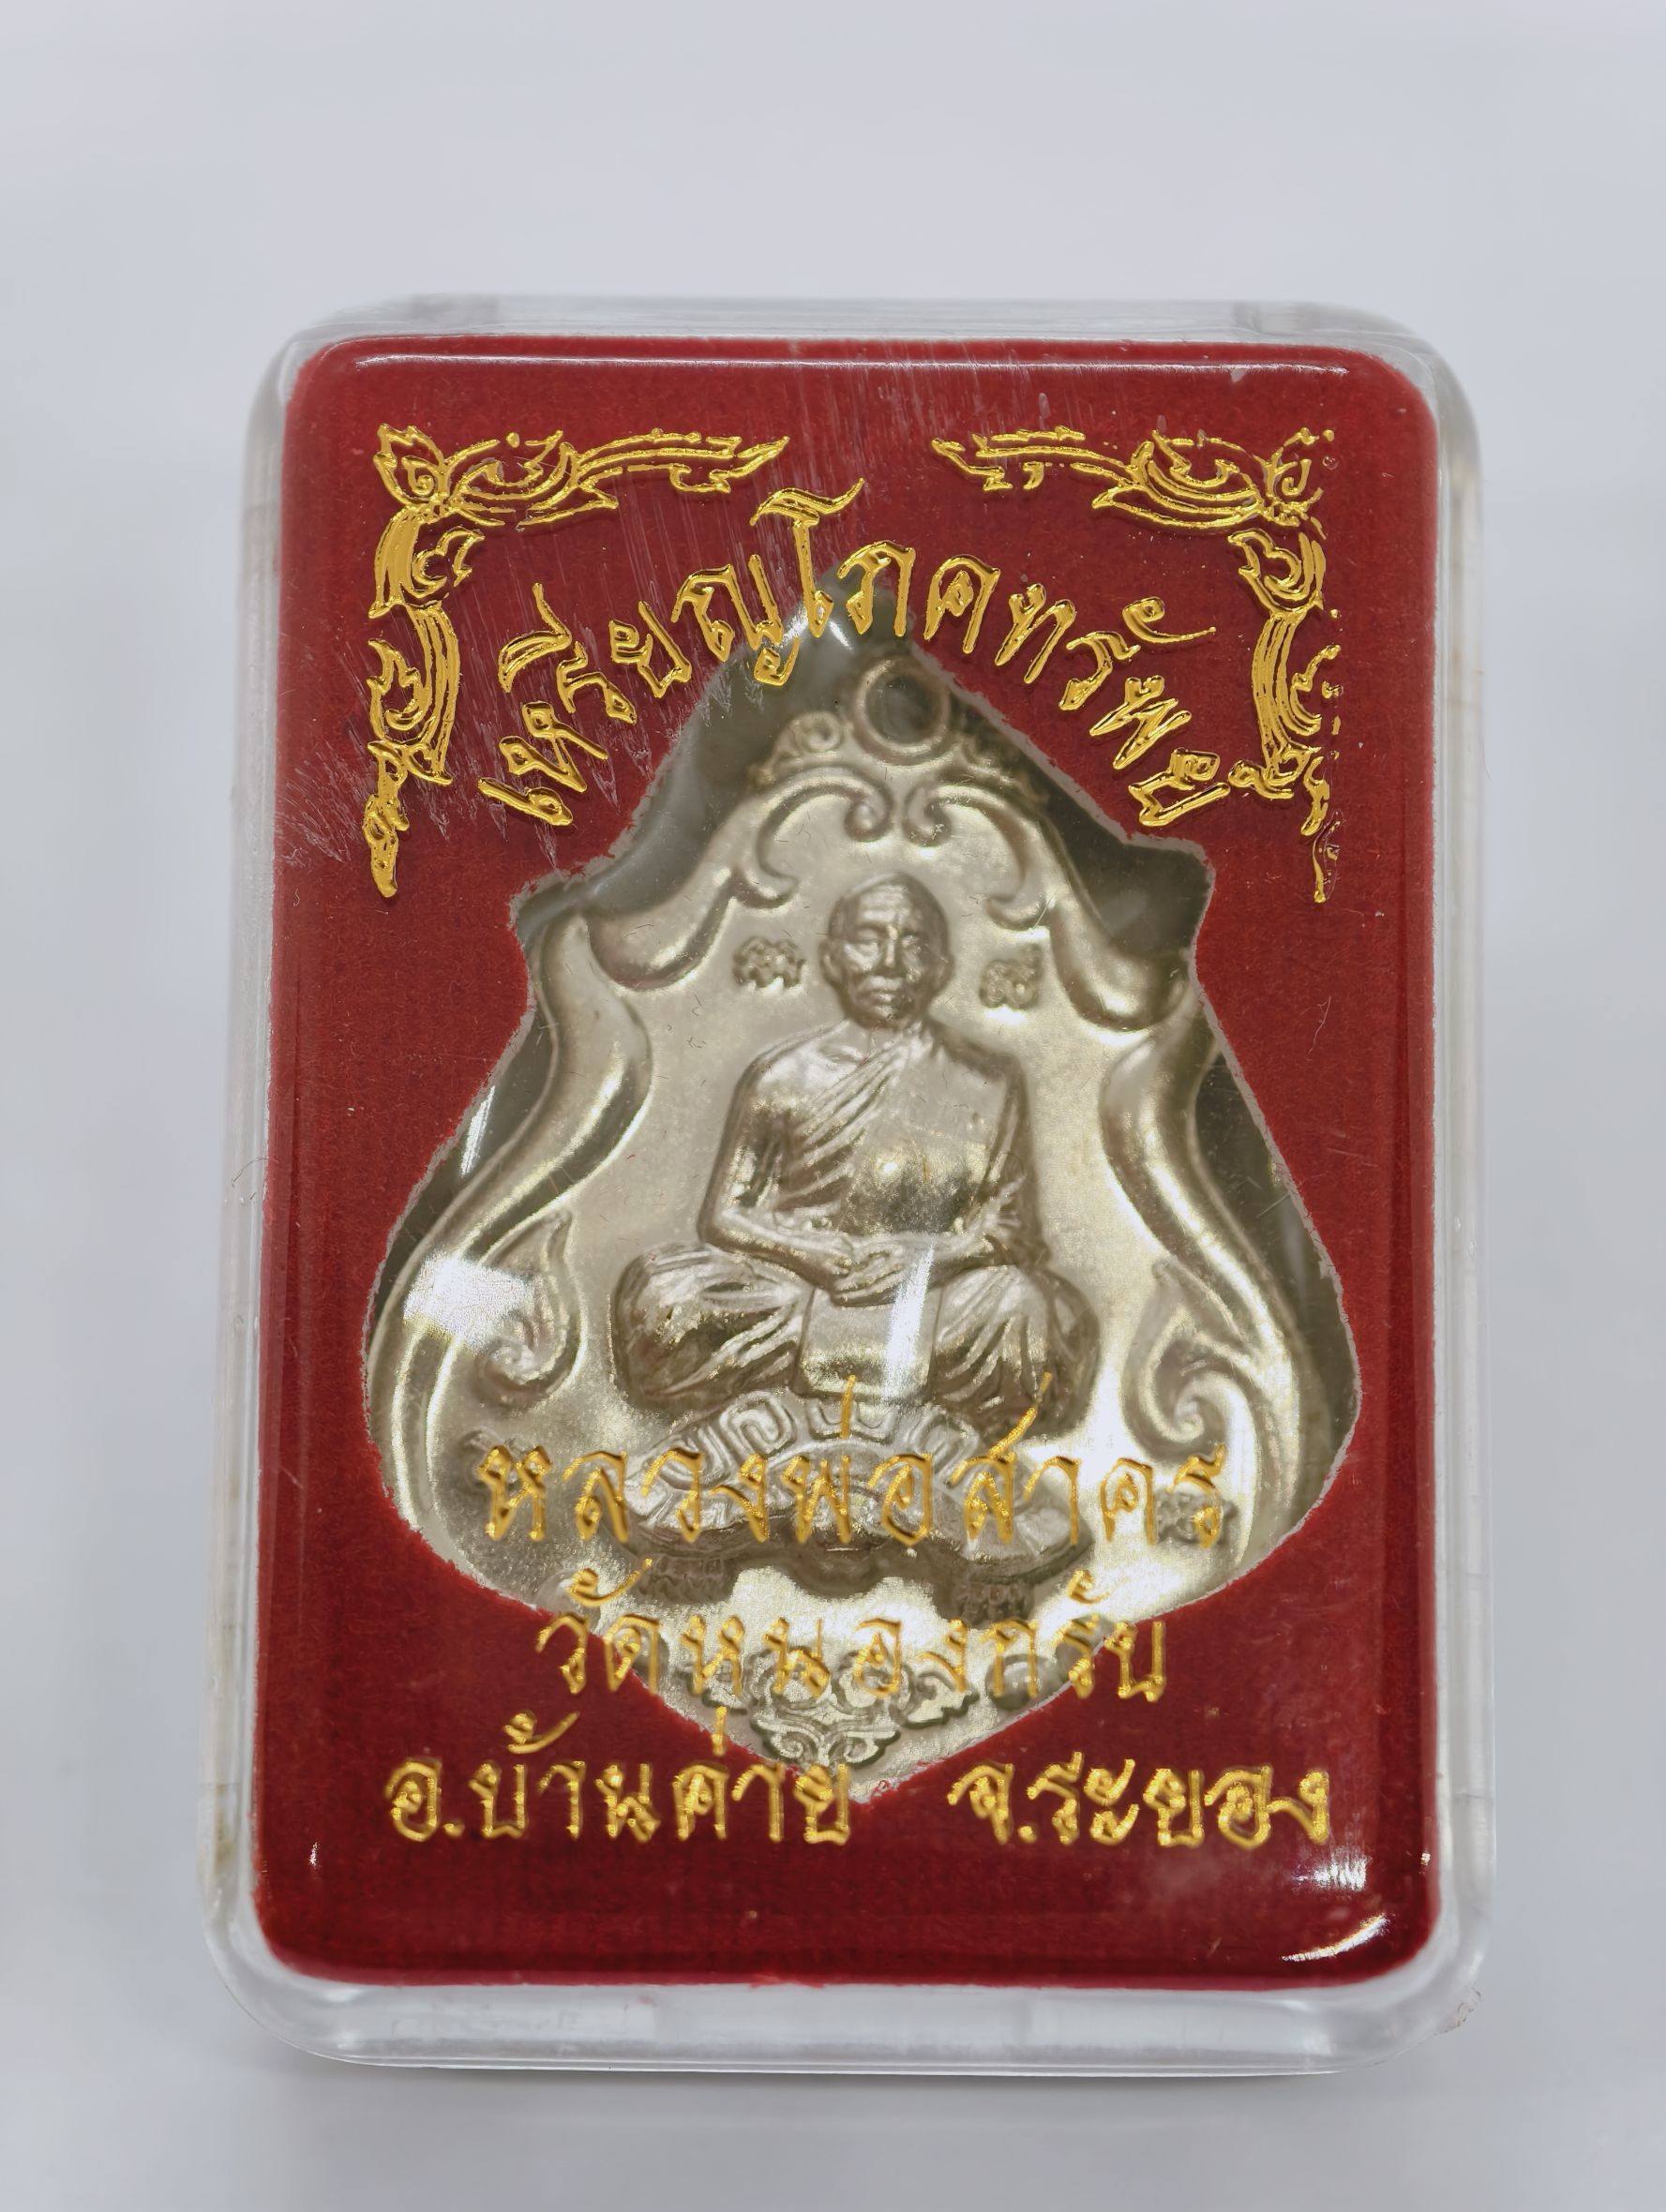 เหรียญโภคทรัพย์
หลวงพ่อสาคร
วัดหนองกรับ
อ.บ้านค่าย จ.ระยอง